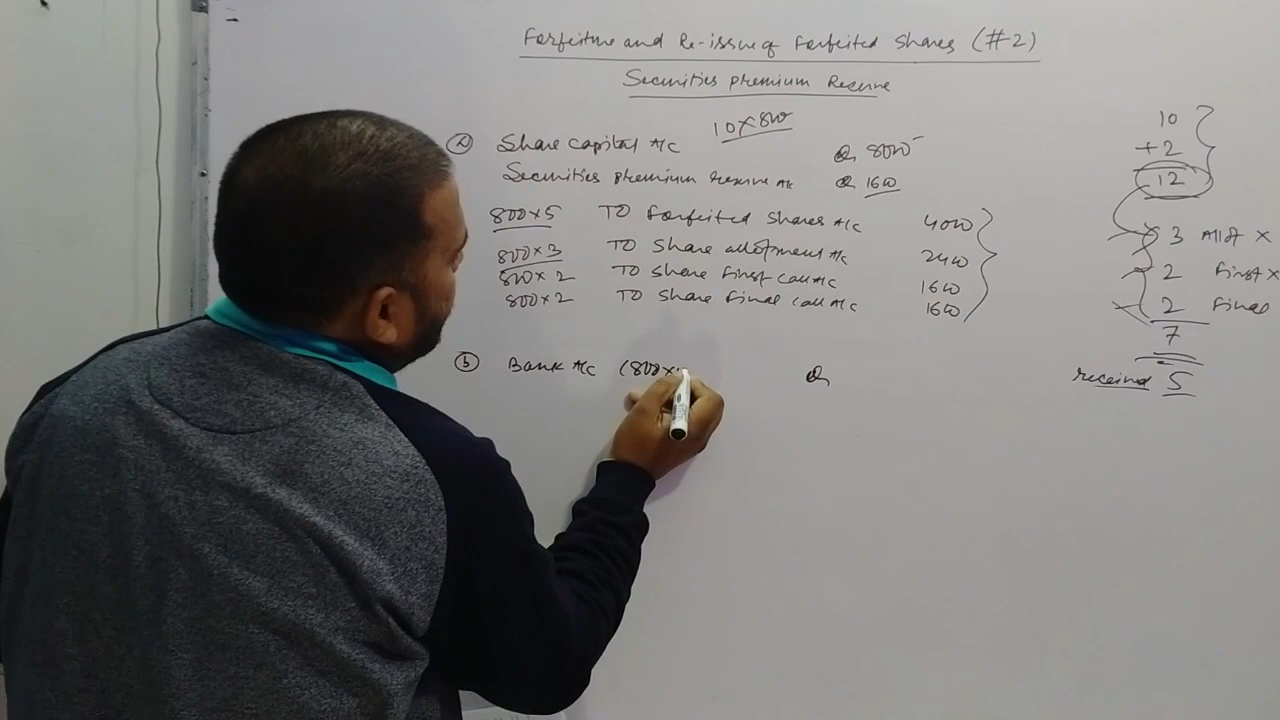 Forfeiture and Re-issue of Forfeited Shares (#2)
Securities Premium Reserve
10 × 800
(a) Share Capital A/c Dr 8000
Securities premium reserve A/c Dr 1600
800×5 TO Forfeited Shares A/c 4000
800×3 TO Share allotment A/c 2400
800×2 TO Share First Call A/c 1600
800×2 TO Share Final Call A/c 1600
(b) Bank A/c (800× Dr
10
+2
12
3 Allot X
2 First X
2 Final
7
received 5